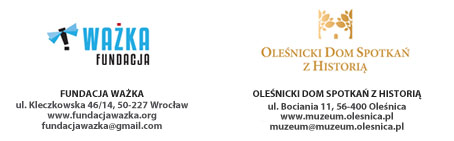 WAŻKA
FUNDACJA
FUNDACJA WAŻKA
ul. Kleczkowska 46/14, 50-227 Wrocław
www.fundacjawazka.org
fundacjawazka@gmail.com
OLEŚNICKI DOM SPOTKAŃ
Z HISTORIĄ
OLEŚNICKI DOM SPOTKAŃ Z HISTORIĄ
ul. Bociania 11, 56-400 Oleśnica
www.muzeum.olesnica.pl
muzeum@muzeum.olesnica.pl